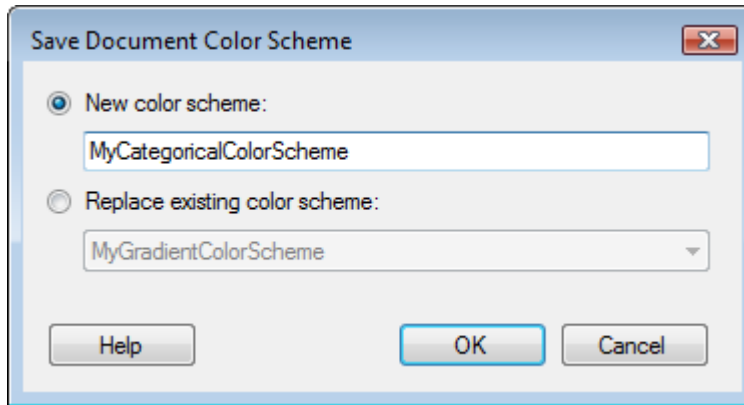 Save Document Color Scheme
New color scheme:
MyCategoricalColorScheme
Replace existing color scheme:
MyGradientColorScheme
Help OK Cancel